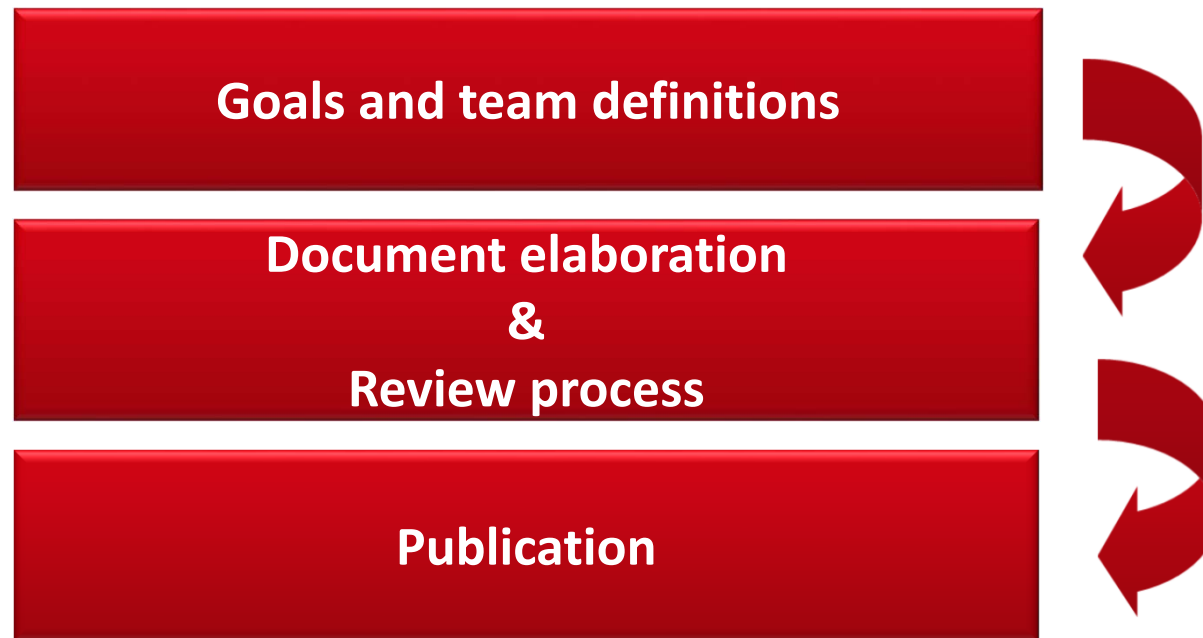 Goals and team definitions
Document elaboration
&
Review process
Publication